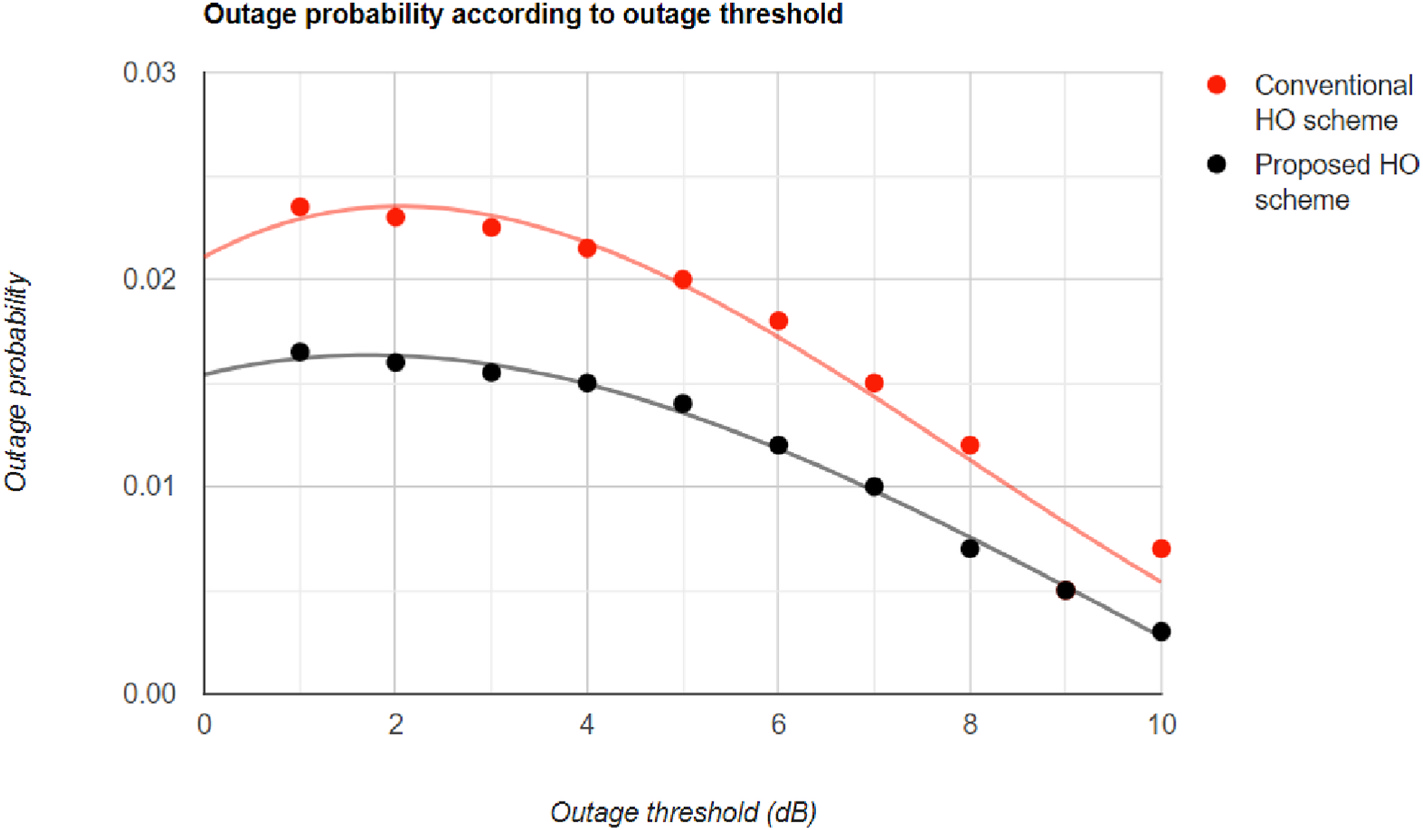 Outage probability according to outage threshold
0.03
0.02
0.01
0.00
Outage probability
0
2
4
6
8
10
Outage threshold (dB)
Conventional
HO scheme
Proposed HO
scheme